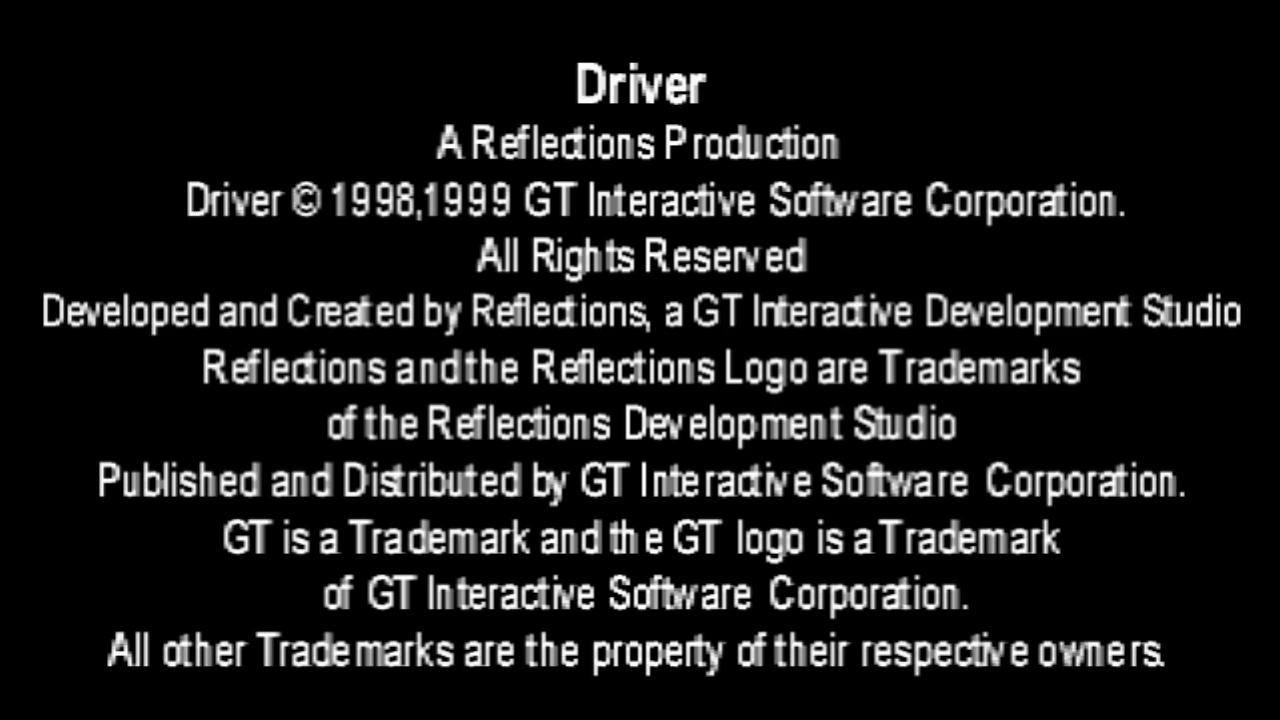 Driver
A Reflections Production
Driver © 1998,1999 GT Interactive Software Corporation.
All Rights Reserved
Developed and Created by Reflections, a GT Interactive Development Studio
Reflections and the Reflections Logo are Trademarks
of the Reflections Development Studio
Published and Distributed by GT Interactive Software Corporation.
GT is a Trademark and the GT logo is a Trademark
of GT Interactive Software Corporation.
All other Trademarks are the property of their respective owners.